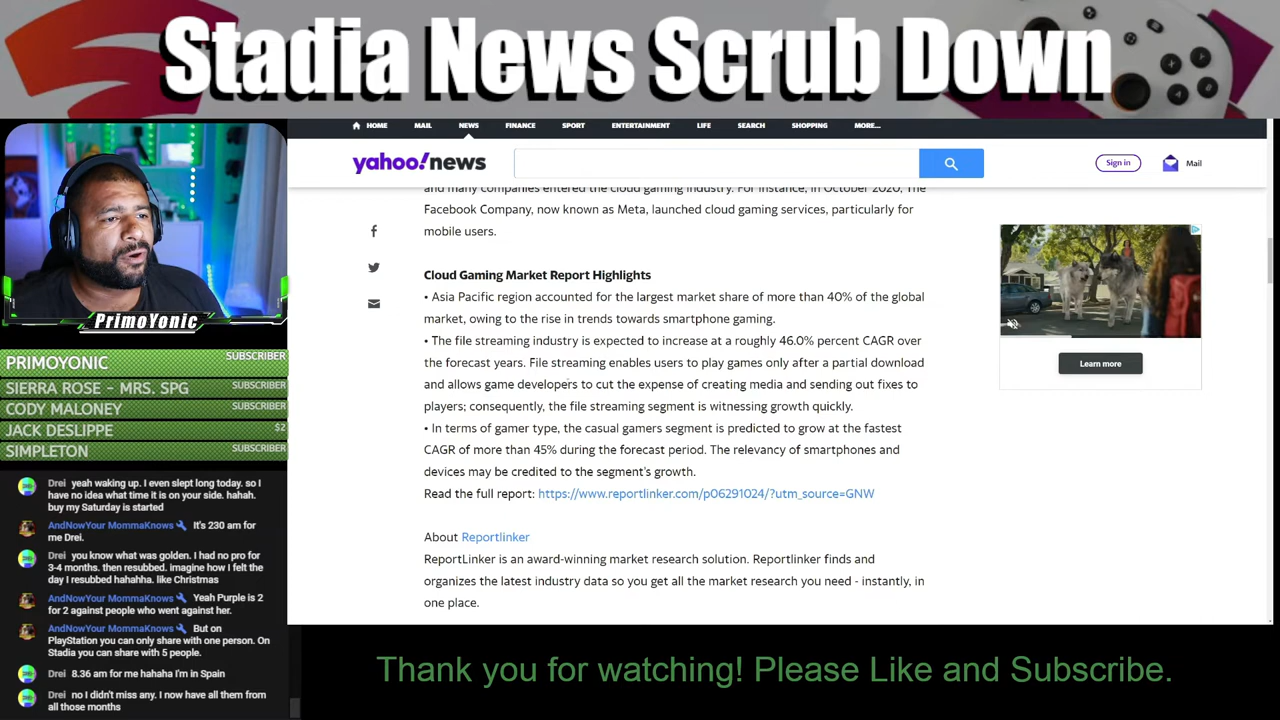 Stadia News Scrub Down
HOME MAIL NEWS FINANCE SPORT ENTERTAINMENT LIFE SEARCH SHOPPING MORE...
yahoo!news
Sign in
Mail
and many companies entered the cloud gaming industry. For instance, in October 2020, The
Facebook Company, now known as Meta, launched cloud gaming services, particularly for
mobile users.
Cloud Gaming Market Report Highlights
• Asia Pacific region accounted for the largest market share of more than 40% of the global
market, owing to the rise in trends towards smartphone gaming.
• The file streaming industry is expected to increase at a roughly 46.0% percent CAGR over
the forecast years. File streaming enables users to play games only after a partial download
and allows game developers to cut the expense of creating media and sending out fixes to
players; consequently, the file streaming segment is witnessing growth quickly.
• In terms of gamer type, the casual gamers segment is predicted to grow at the fastest
CAGR of more than 45% during the forecast period. The relevancy of smartphones and
devices may be credited to the segment's growth.
Read the full report: https://www.reportlinker.com/p06291024/?utm_source=GNW
About Reportlinker
ReportLinker is an award-winning market research solution. Reportlinker finds and
organizes the latest industry data so you get all the market research you need - instantly, in
one place.
Learn more
PrimoYonic
PRIMOYONIC SUBSCRIBER
SIERRA ROSE - MRS. SPG SUBSCRIBER
CODY MALONEY SUBSCRIBER
JACK DESLIPPE $2
SIMPLETON SUBSCRIBER
Drei yeah waking up. I even slept long today. so I
have no idea what time it is on your side. hahah.
buy my Saturday is started
AndNowYour MommaKnows It's 230 am for
me Drei.
Drei you know what was golden. I had no pro for
3-4 months. then resubbed. imagine how I felt the
day I resubbed hahahha. like Christmas
AndNowYour MommaKnows Yeah Purple is 2
for 2 against people who went against her.
AndNowYour MommaKnows But on
PlayStation you can only share with one person. On
Stadia you can share with 5 people.
Drei 8.36 am for me hahaha I'm in Spain
Drei no I didn't miss any. I now have all them from
all those months
Thank you for watching! Please Like and Subscribe.